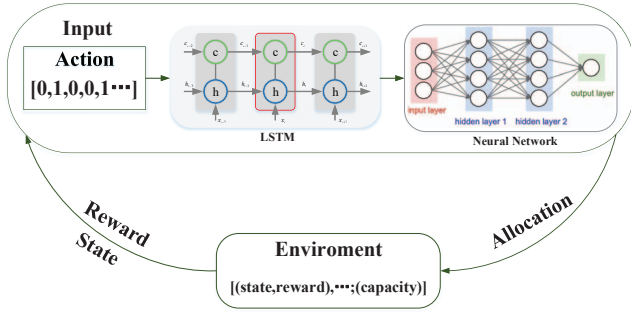 Input
Action
[0,1,0,0,1···]
c c c
h h h
LSTM
input layer
hidden layer 1 hidden layer 2
output layer
Neural Network
Reward
State
Allocation
Enviroment
[(state,reward),···;(capacity)]